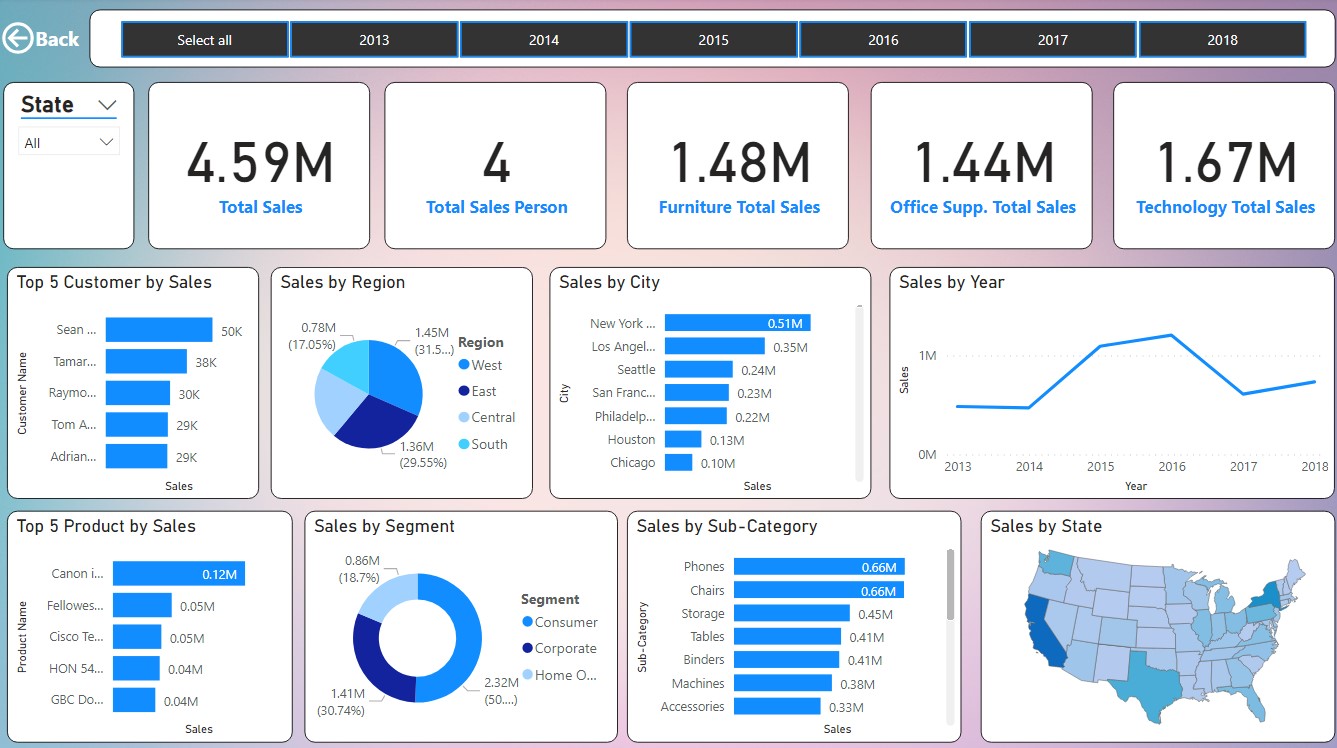 Back
Select all
2013
2014
2015
2016
2017
2018
State
All
4.59M
Total Sales
4
Total Sales Person
1.48M
Furniture Total Sales
1.44M
Office Supp. Total Sales
1.67M
Technology Total Sales
Top 5 Customer by Sales
Customer Name
Sean ...
50K
Tamar...
38K
Raymo...
30K
Tom A...
29K
Adrian...
29K
Sales
Sales by Region
0.78M
(17.05%)
1.45M
(31.5...)
1.36M
(29.55%)
Region
West
East
Central
South
Sales by City
City
New York ...
0.51M
Los Angel...
0.35M
Seattle
0.24M
San Franc...
0.23M
Philadelp...
0.22M
Houston
0.13M
Chicago
0.10M
Sales
Sales by Year
Sales
1M
0M
2013
2014
2015
2016
2017
2018
Year
Top 5 Product by Sales
Product Name
Canon i...
0.12M
Fellowes...
0.05M
Cisco Te...
0.05M
HON 54...
0.04M
GBC Do...
0.04M
Sales
Sales by Segment
0.86M
(18.7%)
1.41M
(30.74%)
2.32M
(50....)
Segment
Consumer
Corporate
Home O...
Sales by Sub-Category
Sub-Category
Phones
0.66M
Chairs
0.66M
Storage
0.45M
Tables
0.41M
Binders
0.41M
Machines
0.38M
Accessories
0.33M
Sales
Sales by State